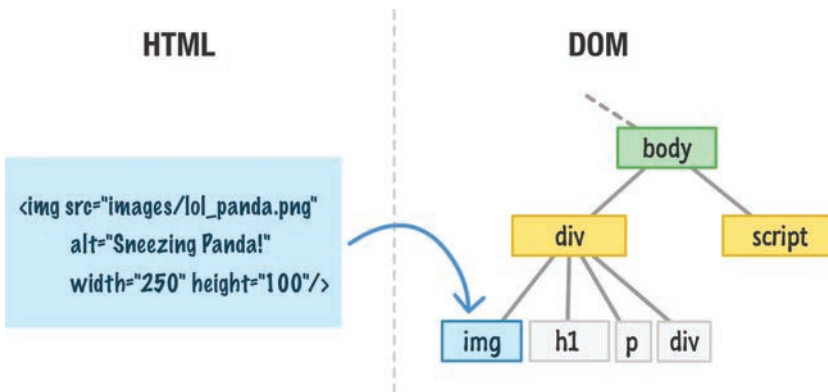 HTML
DOM
<img src="images/lol_panda.png"
alt="Sneezing Panda!"
width="250" height="100"/>
body
div script
img h1 p div